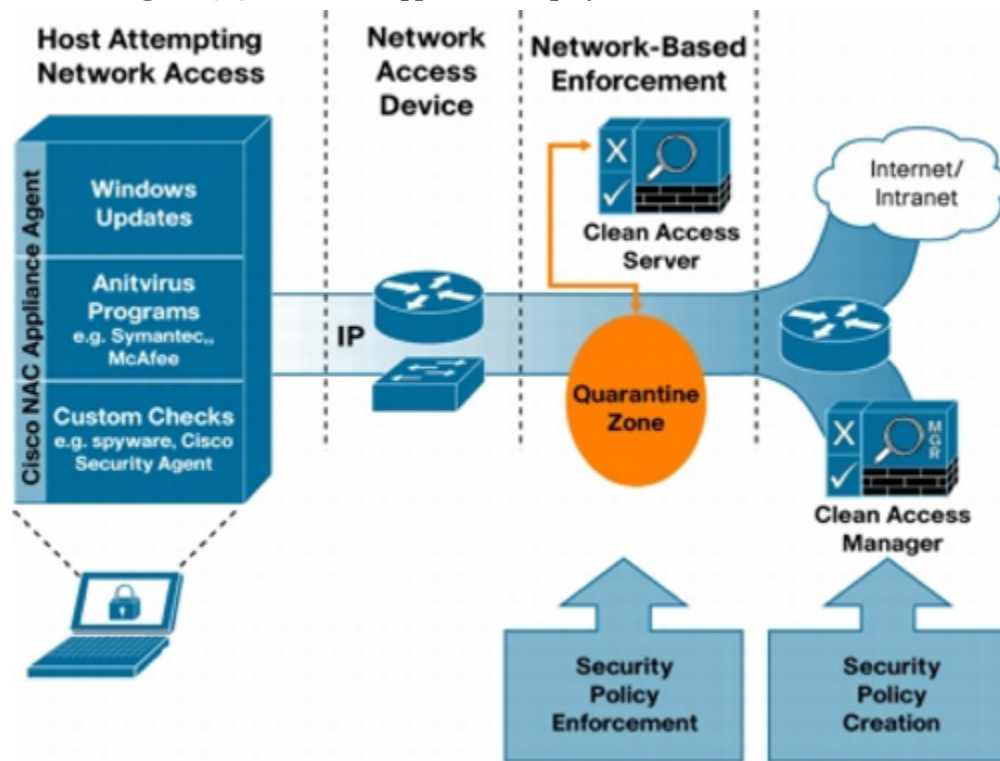 Host Attempting
Network Access
Network
Access
Device
Network-Based
Enforcement
Cisco NAC Appliance Agent
Windows
Updates
Anitvirus
Programs
e.g. Symantec,,
McAfee
Custom Checks
e.g. spyware, Cisco
Security Agent
IP
X
Clean Access
Server
Quarantine
Zone
Internet/
Intranet
X
MGR
Clean Access
Manager
Security
Policy
Enforcement
Security
Policy
Creation